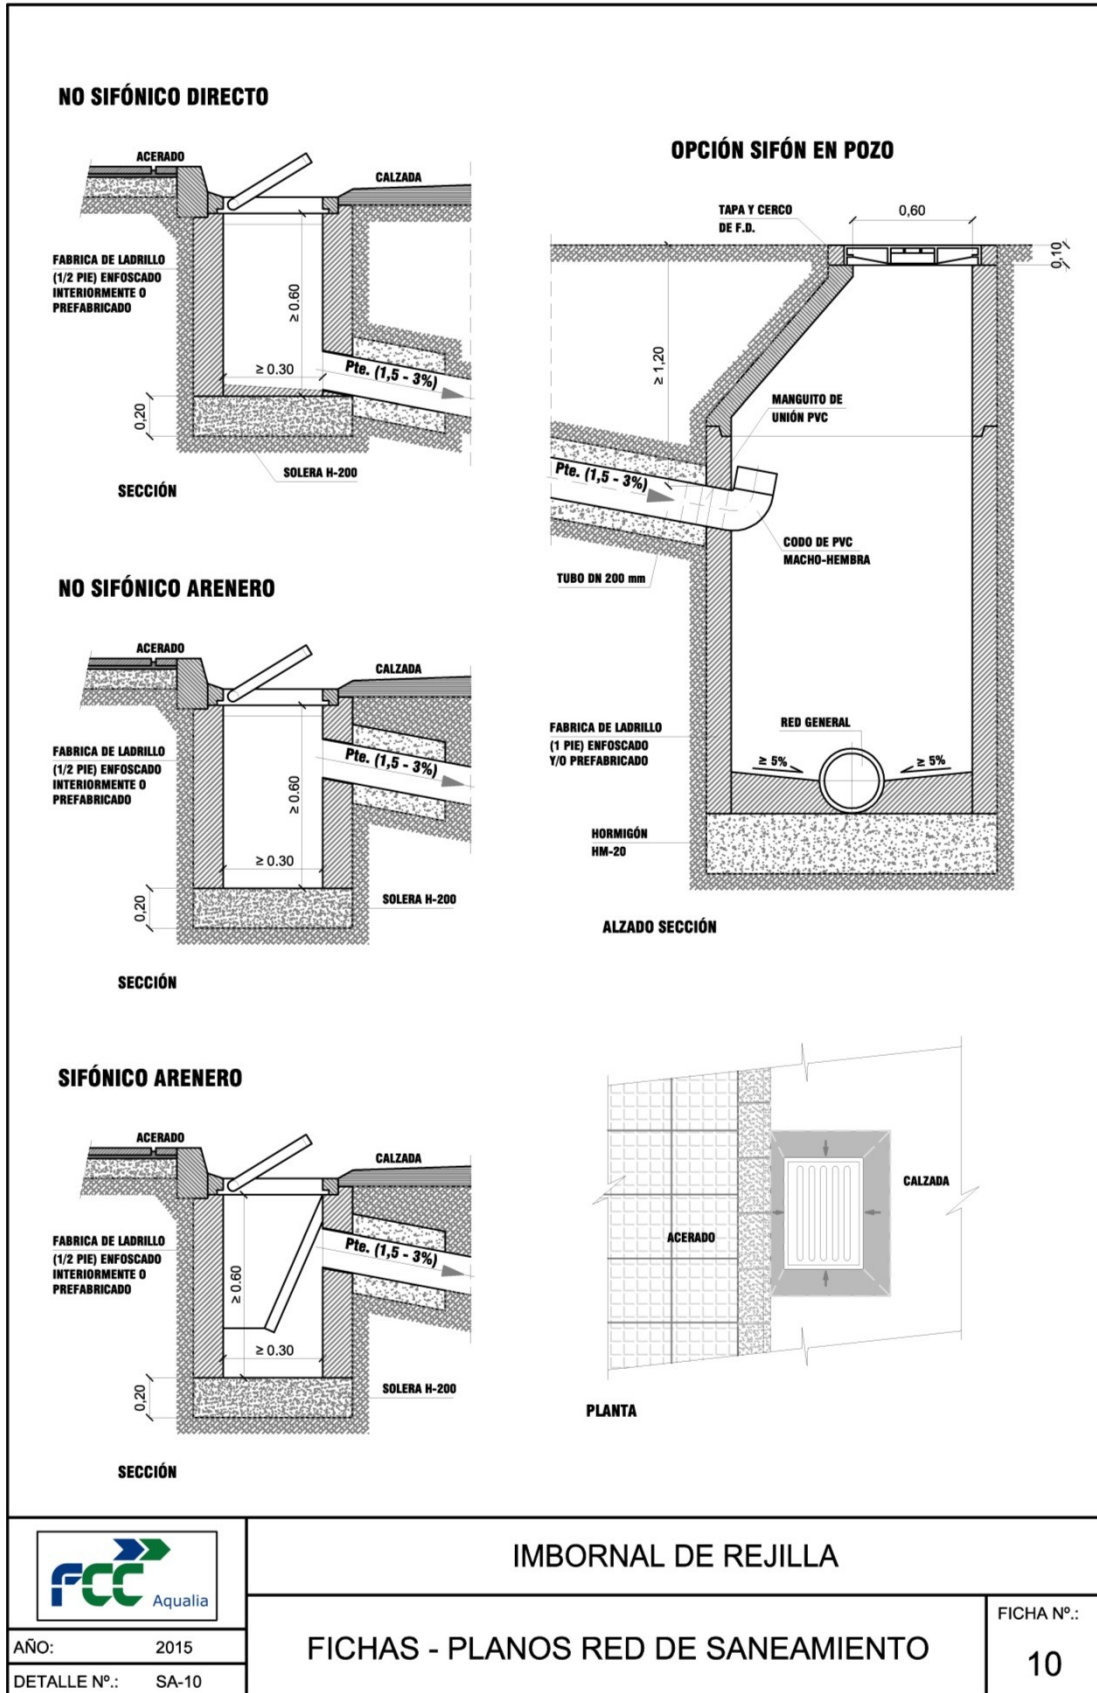 NO SIFÓNICO DIRECTO
ACERADO
CALZADA
FABRICA DE LADRILLO
(1/2 PIE) ENFOSCADO
INTERIORMENTE O
PREFABRICADO
≥ 0.60
≥ 0.30
Pte. (1,5 - 3%)
0,20
SOLERA H-200
SECCIÓN
NO SIFÓNICO ARENERO
ACERADO
CALZADA
FABRICA DE LADRILLO
(1/2 PIE) ENFOSCADO
INTERIORMENTE O
PREFABRICADO
Pte. (1,5 - 3%)
≥ 0.60
≥ 0.30
0,20
SOLERA H-200
SECCIÓN
SIFÓNICO ARENERO
ACERADO
CALZADA
FABRICA DE LADRILLO
(1/2 PIE) ENFOSCADO
INTERIORMENTE O
PREFABRICADO
Pte. (1,5 - 3%)
≥ 0.60
≥ 0.30
0,20
SOLERA H-200
SECCIÓN
OPCIÓN SIFÓN EN POZO
TAPA Y CERCO
DE F.D.
0,60
0,10
≥ 1,20
MANGUITO DE
UNIÓN PVC
Pte. (1,5 - 3%)
CODO DE PVC
MACHO-HEMBRA
TUBO DN 200 mm
FABRICA DE LADRILLO
(1 PIE) ENFOSCADO
Y/O PREFABRICADO
RED GENERAL
≥ 5%
≥ 5%
HORMIGÓN
HM-20
ALZADO SECCIÓN
CALZADA
ACERADO
PLANTA
FCC Aqualia
IMBORNAL DE REJILLA
AÑO: 2015
DETALLE Nº.: SA-10
FICHAS - PLANOS RED DE SANEAMIENTO
FICHA Nº.:
10